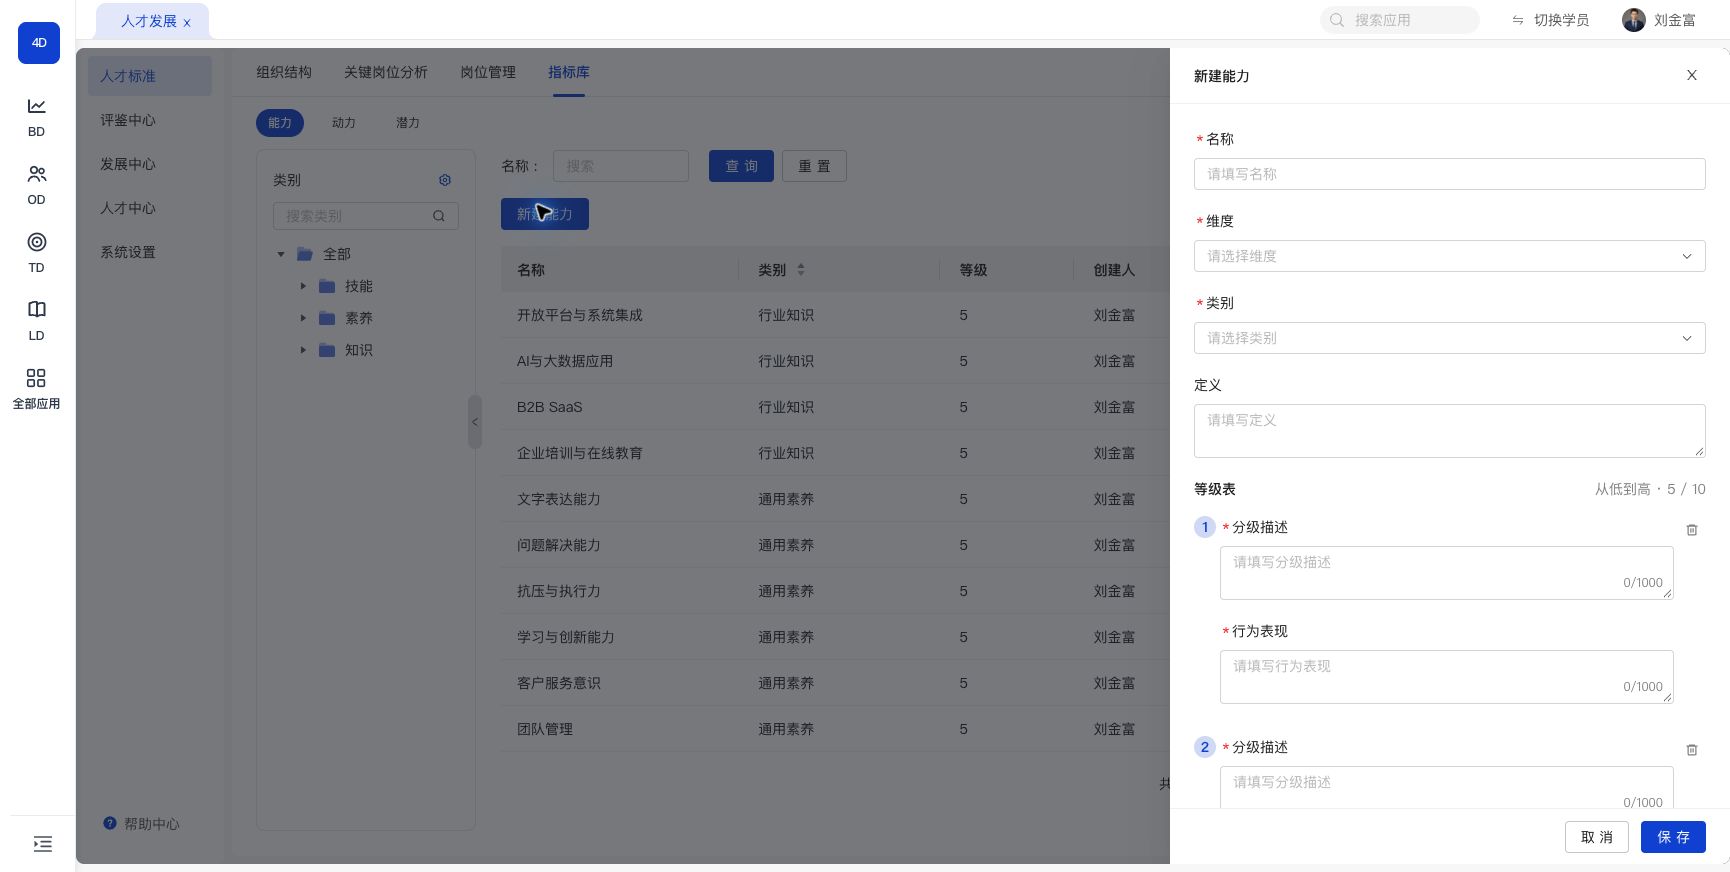 人才发展 x
搜索应用
切换学员
刘金富
4D
BD
OD
TD
LD
全部应用
人才标准
评鉴中心
发展中心
人才中心
系统设置
帮助中心
组织结构 关键岗位分析 岗位管理 指标库
能力 动力 潜力
类别
搜索类别
全部
技能
素养
知识
名称：
搜索
查 询
重 置
新建能力
名称 类别 等级 创建人
开放平台与系统集成 行业知识 5 刘金富
AI与大数据应用 行业知识 5 刘金富
B2B SaaS 行业知识 5 刘金富
企业培训与在线教育 行业知识 5 刘金富
文字表达能力 通用素养 5 刘金富
问题解决能力 通用素养 5 刘金富
抗压与执行力 通用素养 5 刘金富
学习与创新能力 通用素养 5 刘金富
客户服务意识 通用素养 5 刘金富
团队管理 通用素养 5 刘金富
共
新建能力 X
* 名称
请填写名称
* 维度
请选择维度
* 类别
请选择类别
定义
请填写定义
等级表 从低到高 · 5 / 10
1 * 分级描述
请填写分级描述
0/1000
* 行为表现
请填写行为表现
0/1000
2 * 分级描述
请填写分级描述
0/1000
取 消
保 存